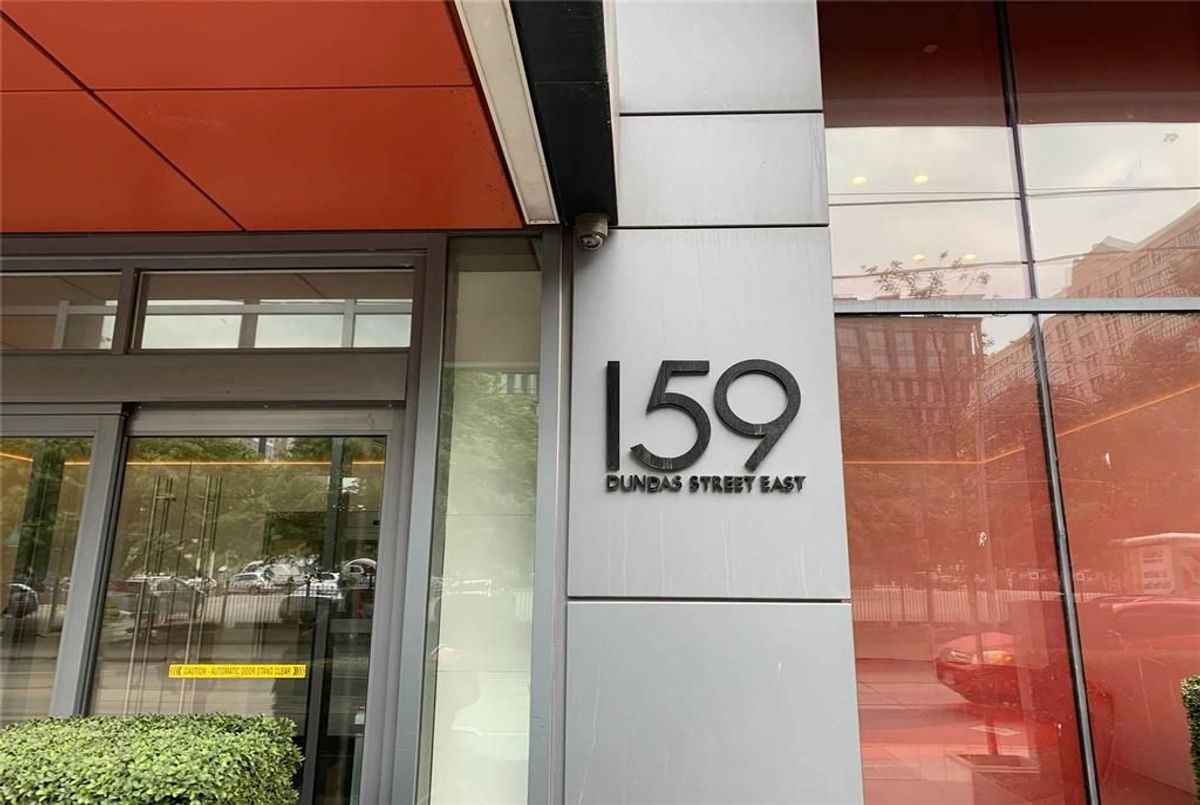 159
DUNDAS STREET EAST
CAUTION - AUTOMATIC DOOR STAND CLEAR